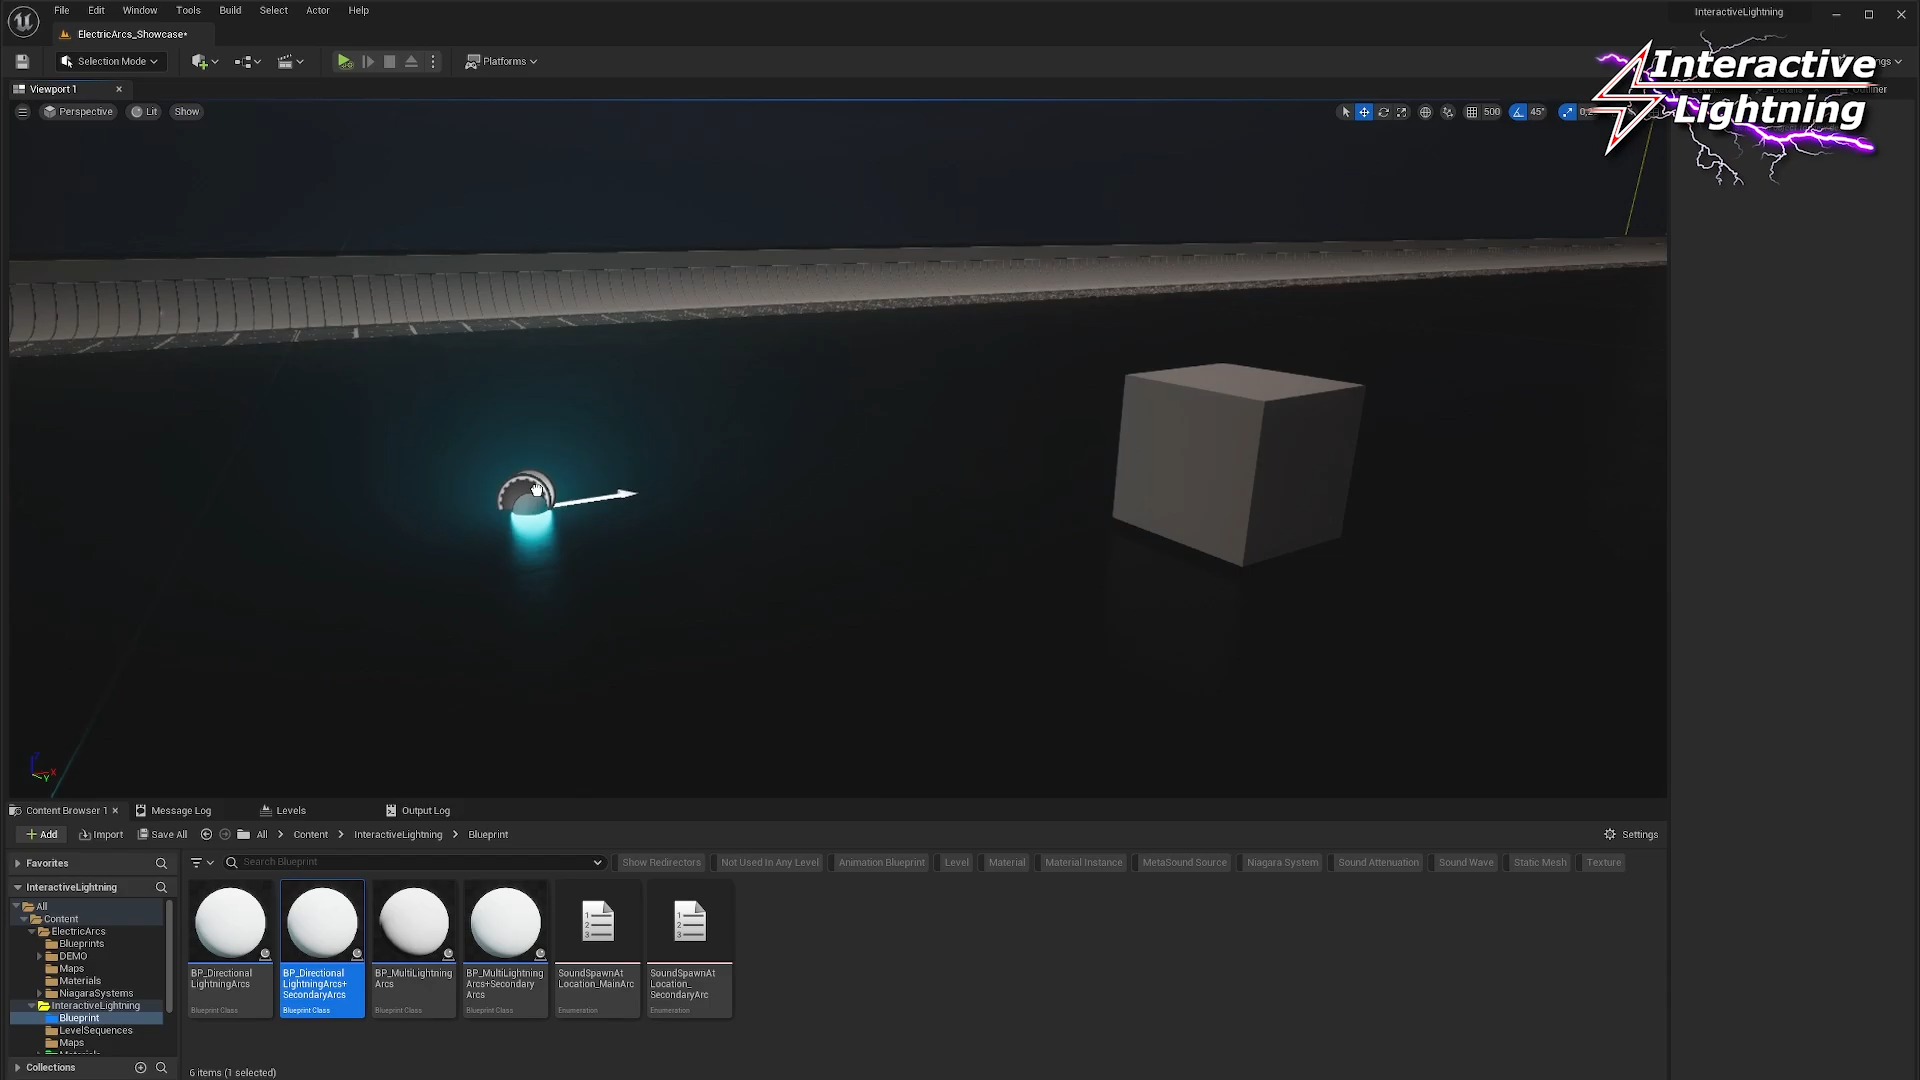 File Edit Window Tools Build Select Actor Help
InteractiveLightning
ElectricArcs_Showcase*
Selection Mode
Platforms
Interactive
Lightning
Viewport 1
Perspective Lit Show
500 45°
Content Browser 1 Message Log Levels Output Log
Add Import Save All All > Content > InteractiveLightning > Blueprint Settings
Favorites
Search Blueprint
Show Redirectors Not Used In Any Level Animation Blueprint Level Material Material Instance MetaSound Source Niagara System Sound Attenuation Sound Wave Static Mesh Texture
InteractiveLightning
All
Content
ElectricArcs
Blueprints
DEMO
Maps
Materials
NiagaraSystems
InteractiveLightning
Blueprint
LevelSequences
Maps
Collections
BP_Directional
LightningArcs
Blueprint Class
BP_Directional
LightningArcs+
SecondaryArcs
Blueprint Class
BP_MultiLightning
Arcs
Blueprint Class
BP_MultiLightning
Arcs+Secondary
Arcs
Blueprint Class
SoundSpawnAt
Location_MainArc
Enumeration
SoundSpawnAt
Location_
SecondaryArc
Enumeration
6 items (1 selected)